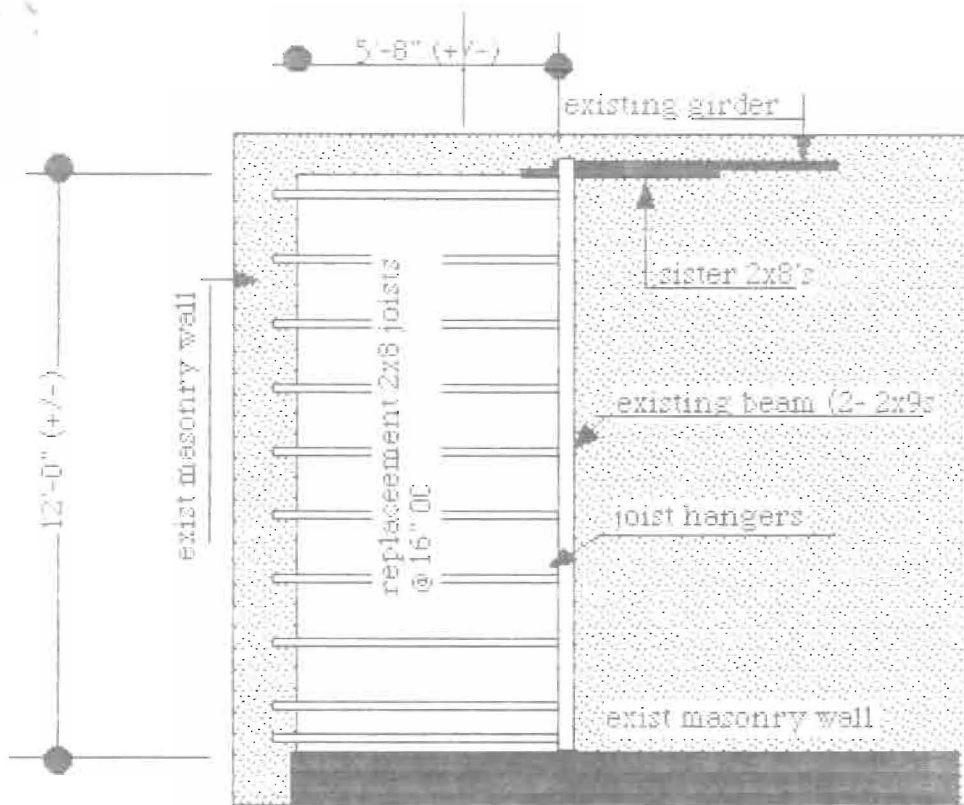 5'-8" (+/-)
existing girder
sister 2x8's
12'-0" (+/-)
exist masonry wall
replaceement 2x8 joists
@ 16" OC
existing beam (2- 2x9s
joist hangers
exist masonry wall